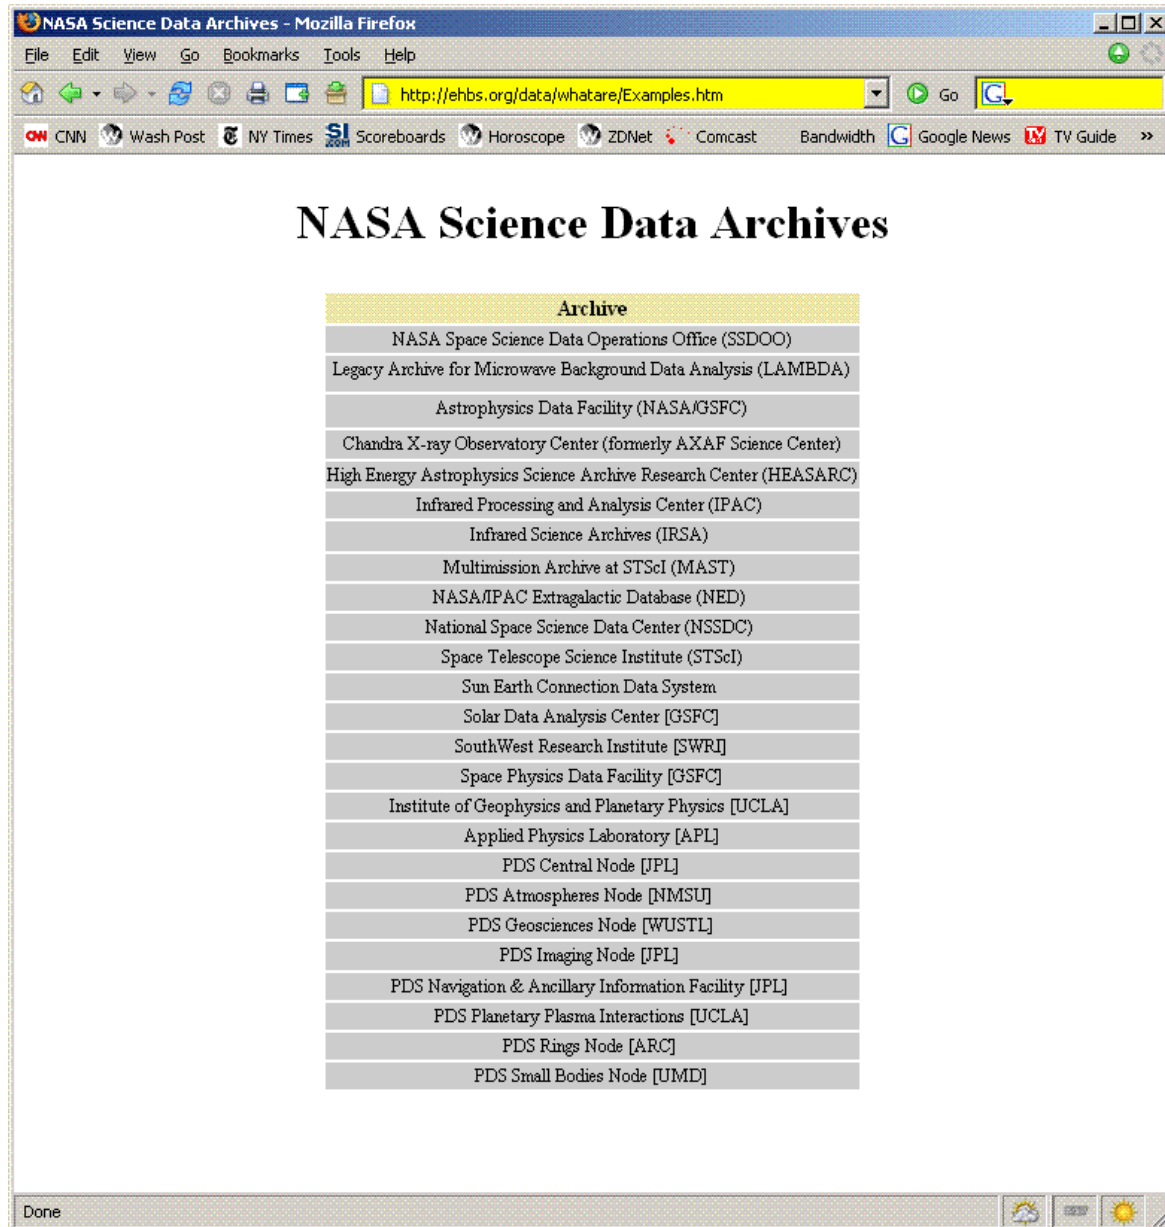 NASA Science Data Archives - Mozilla Firefox
File Edit View Go Bookmarks Tools Help
http://ehbs.org/data/whatare/Examples.htm Go G
CNN CNN Wash Post NY Times SI.COM Scoreboards Horoscope ZDNet Comcast Bandwidth G Google News TV TV Guide »
NASA Science Data Archives
Archive
NASA Space Science Data Operations Office (SSDOO)
Legacy Archive for Microwave Background Data Analysis (LAMBDA)
Astrophysics Data Facility (NASA/GSFC)
Chandra X-ray Observatory Center (formerly AXAF Science Center)
High Energy Astrophysics Science Archive Research Center (HEASARC)
Infrared Processing and Analysis Center (IPAC)
Infrared Science Archives (IRSA)
Multimission Archive at STScI (MAST)
NASA/IPAC Extragalactic Database (NED)
National Space Science Data Center (NSSDC)
Space Telescope Science Institute (STScI)
Sun Earth Connection Data System
Solar Data Analysis Center [GSFC]
SouthWest Research Institute [SWRI]
Space Physics Data Facility [GSFC]
Institute of Geophysics and Planetary Physics [UCLA]
Applied Physics Laboratory [APL]
PDS Central Node [JPL]
PDS Atmospheres Node [NMSU]
PDS Geosciences Node [WUSTL]
PDS Imaging Node [JPL]
PDS Navigation & Ancillary Information Facility [JPL]
PDS Planetary Plasma Interactions [UCLA]
PDS Rings Node [ARC]
PDS Small Bodies Node [UMD]
Done